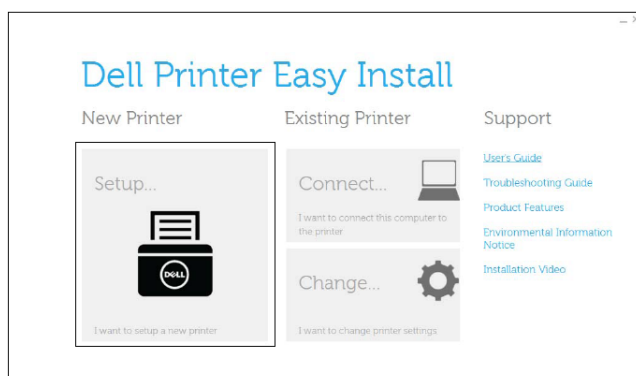 Dell Printer Easy Install
New Printer
Setup...
DELL
I want to setup a new printer
Existing Printer
Connect...
I want to connect this computer to
the printer
Change...
I want to change printer settings
Support
User's Guide
Troubleshooting Guide
Product Features
Environmental Information
Notice
Installation Video